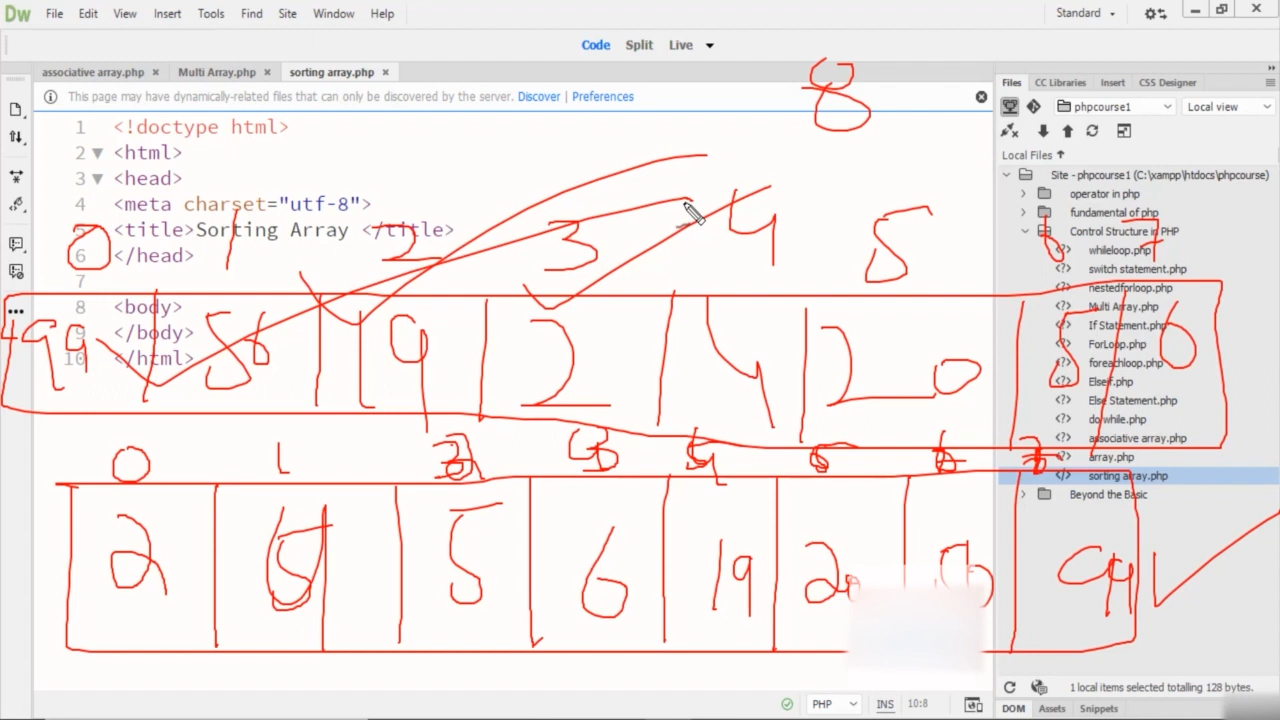 Dw File Edit View Insert Tools Find Site Window Help Standard
Code Split Live
associative array.php × Multi Array.php × sorting array.php ×
This page may have dynamically-related files that can only be discovered by the server. Discover | Preferences
1 <!doctype html>
2 <html>
3 <head>
4 <meta charset="utf-8">
5 <title>Sorting Array </title>
6 </head>
7
8 <body>
9 </body>
10 </html>
8
0 1 2 3 4 5 6 7
99 56 19 2 4 20 5 6
0 1 2 3 4 5 6 7
2 4 5 6 19 20 99
PHP INS 10:8
Files CC Libraries Insert CSS Designer
phpcourse1 Local view
Local Files
Site - phpcourse1 (C:\xampp\htdocs\phpcourse)
operator in php
fundamental of php
Control Structure in PHP
whileloop.php
switch statement.php
nestedforloop.php
Multi Array.php
If Statement.php
ForLoop.php
foreachloop.php
Elseif.php
Else Statement.php
do while.php
associative array.php
array.php
sorting array.php
Beyond the Basic
1 local items selected totalling 128 bytes.
DOM Assets Snippets